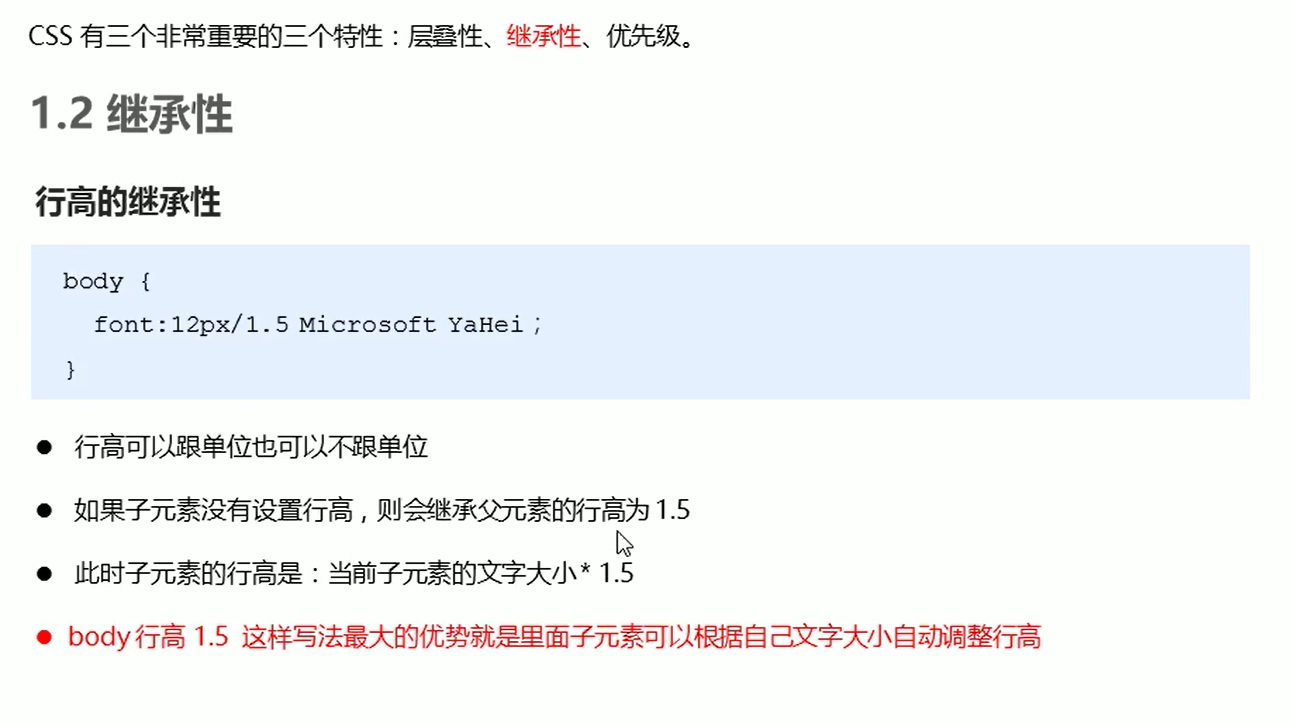 CSS 有三个非常重要的三个特性：层叠性、继承性、优先级。
1.2 继承性
行高的继承性
body {
font:12px/1.5 Microsoft YaHei；
}
● 行高可以跟单位也可以不跟单位
● 如果子元素没有设置行高，则会继承父元素的行高为 1.5
● 此时子元素的行高是：当前子元素的文字大小* 1.5
● body 行高 1.5 这样写法最大的优势就是里面子元素可以根据自己文字大小自动调整行高